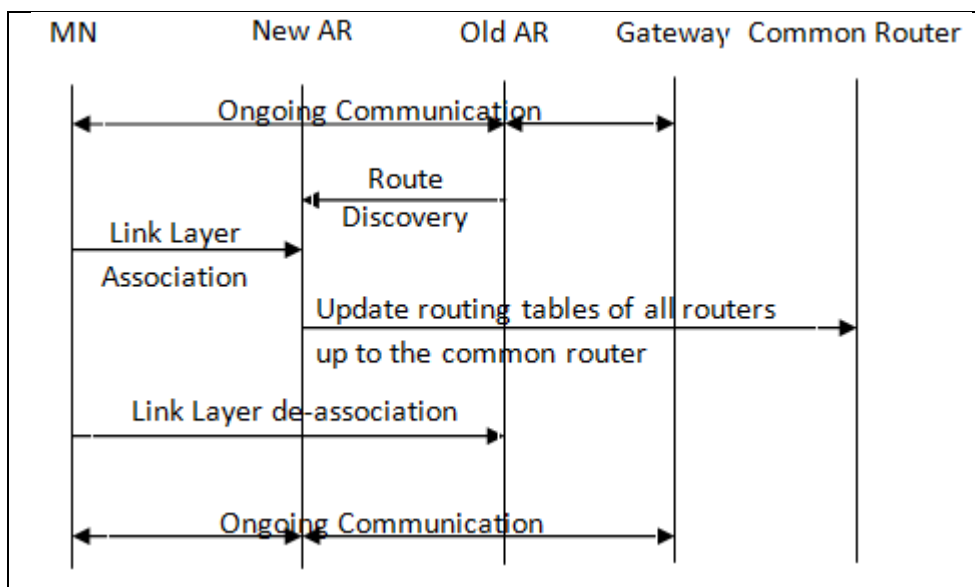 MN New AR Old AR Gateway Common Router
Ongoing Communication
Route
Discovery
Link Layer
Association
Update routing tables of all routers
up to the common router
Link Layer de-association
Ongoing Communication